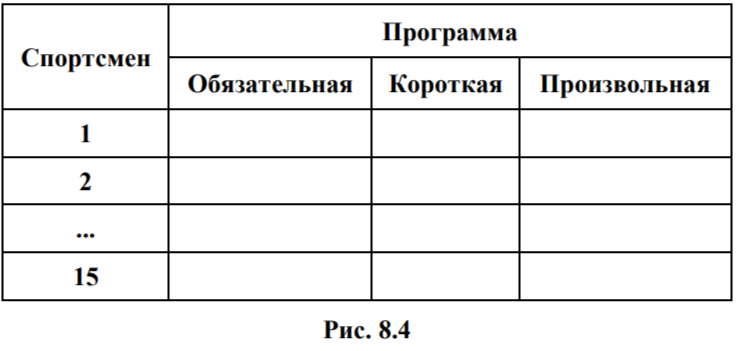 Спортсмен
Программа
Обязательная Короткая Произвольная
1
2
...
15
Рис. 8.4